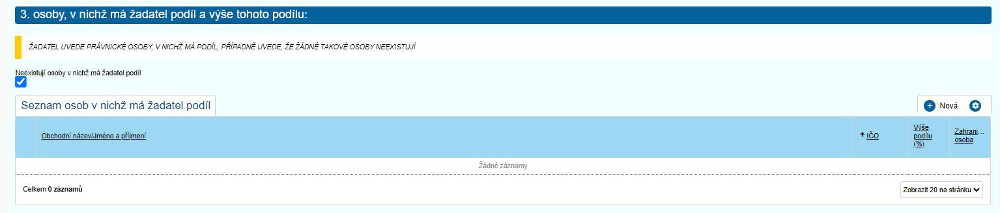 3. osoby, v nichž má žadatel podíl a výše tohoto podílu:
ŽADATEL UVEDE PRÁVNICKÉ OSOBY, V NICHŽ MÁ PODÍL, PŘÍPADNĚ UVEDE, ŽE ŽÁDNÉ TAKOVÉ OSOBY NEEXISTUJÍ
Neexistují osoby v nichž má žadatel podíl
Seznam osob v nichž má žadatel podíl
Nová
Obchodní název/Jméno a příjmení
IČO
Výše
podílu
(%)
Zahrani...
osoba
Žádné záznamy
Celkem 0 záznamů
Zobrazit 20 na stránku